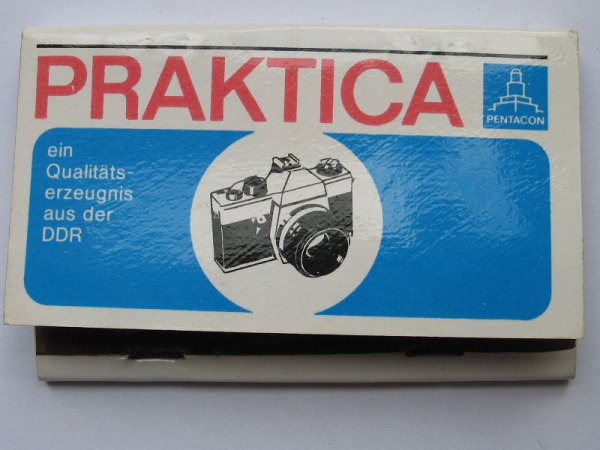 PRAKTICA
PENTACON
ein
Qualitäts-
erzeugnis
aus der
DDR